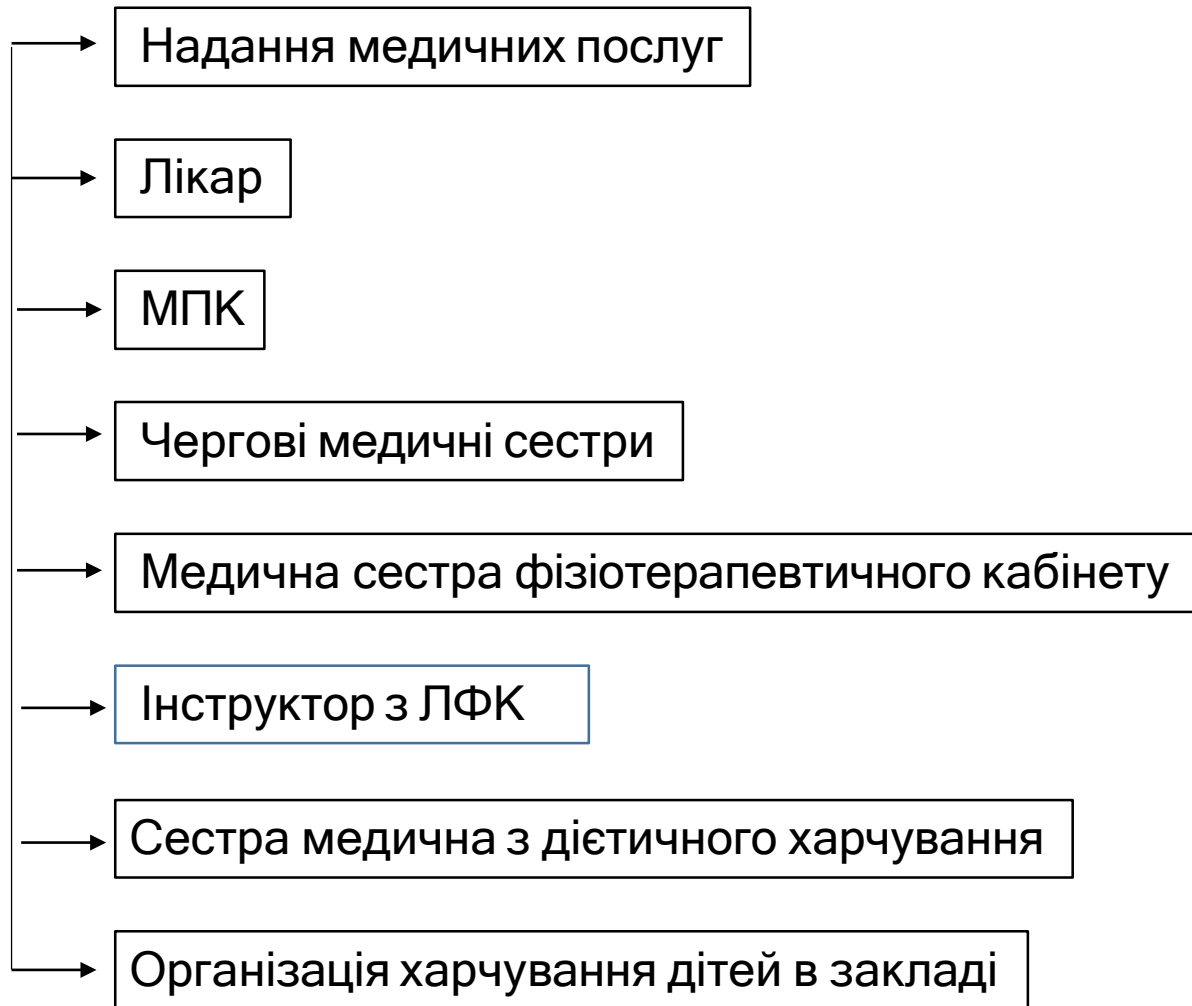 Надання медичних послуг
Лікар
МПК
Чергові медичні сестри
Медична сестра фізіотерапевтичного кабінету
Інструктор з ЛФК
Сестра медична з дієтичного харчування
Організація харчування дітей в закладі